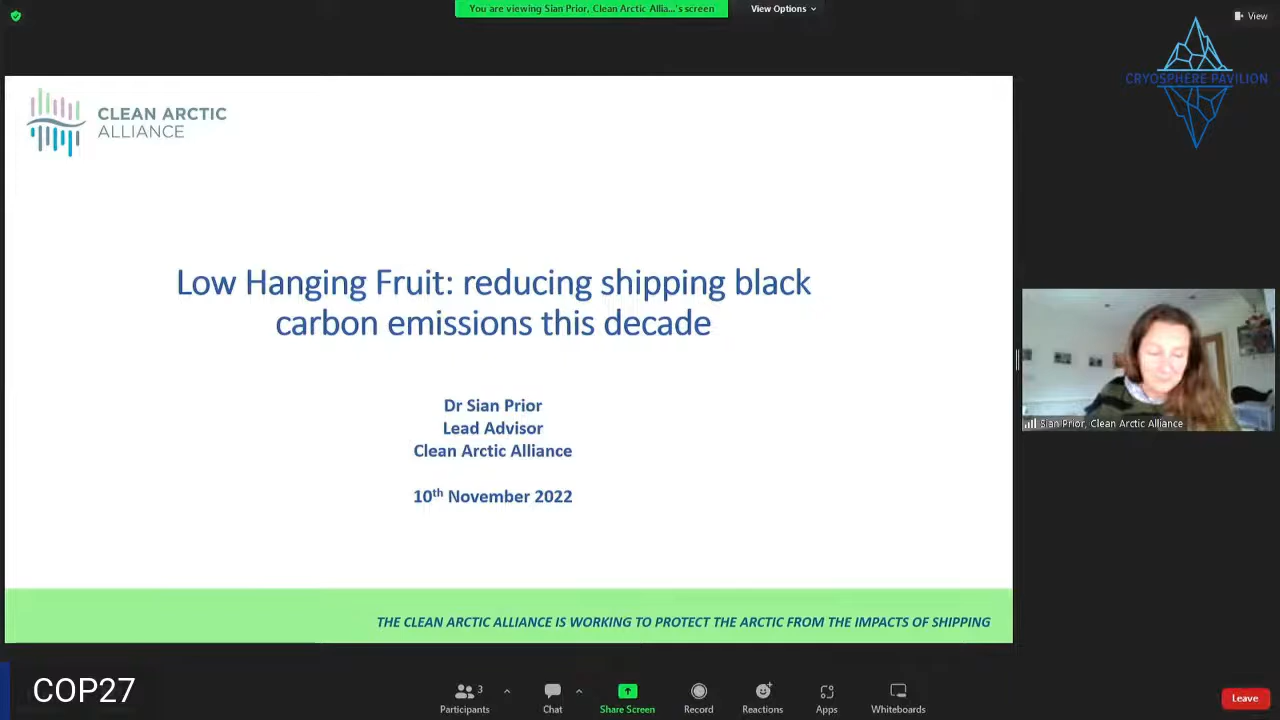 You are viewing Sian Prior, Clean Arctic Allia...'s screen
View Options
View
CRYOSPHERE PAVILION
CLEAN ARCTIC
ALLIANCE
Low Hanging Fruit: reducing shipping black
carbon emissions this decade
Dr Sian Prior
Lead Advisor
Clean Arctic Alliance
10th November 2022
Sian Prior, Clean Arctic Alliance
THE CLEAN ARCTIC ALLIANCE IS WORKING TO PROTECT THE ARCTIC FROM THE IMPACTS OF SHIPPING
COP27
3
Participants
Chat
Share Screen
Record
Reactions
Apps
Whiteboards
Leave